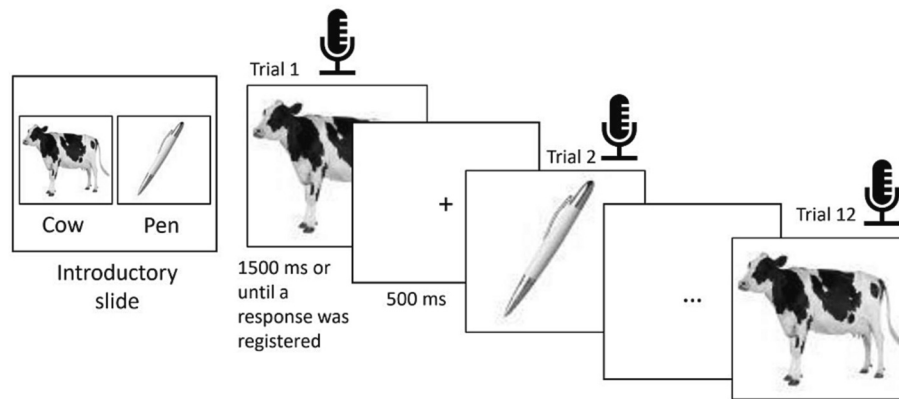 Cow
Pen
Introductory
slide
Trial 1
1500 ms or
until a
response was
registered
+
500 ms
Trial 2
...
Trial 12